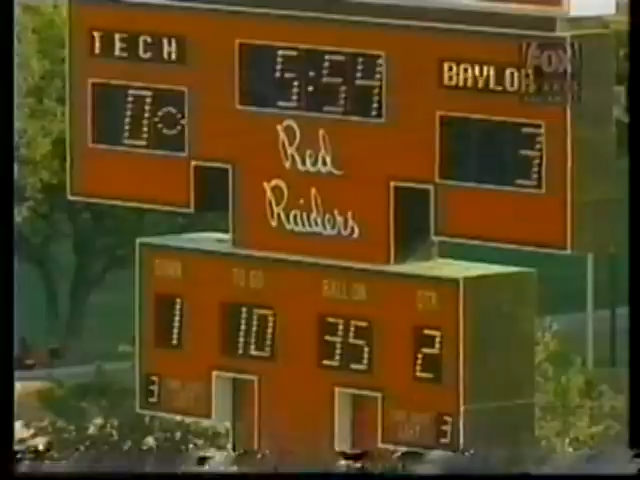 TECH
5:54
BAYLOR
FOX
0
3
Red
Raiders
DOWN TO GO BALL ON QTR
1 10 35 2
3
3